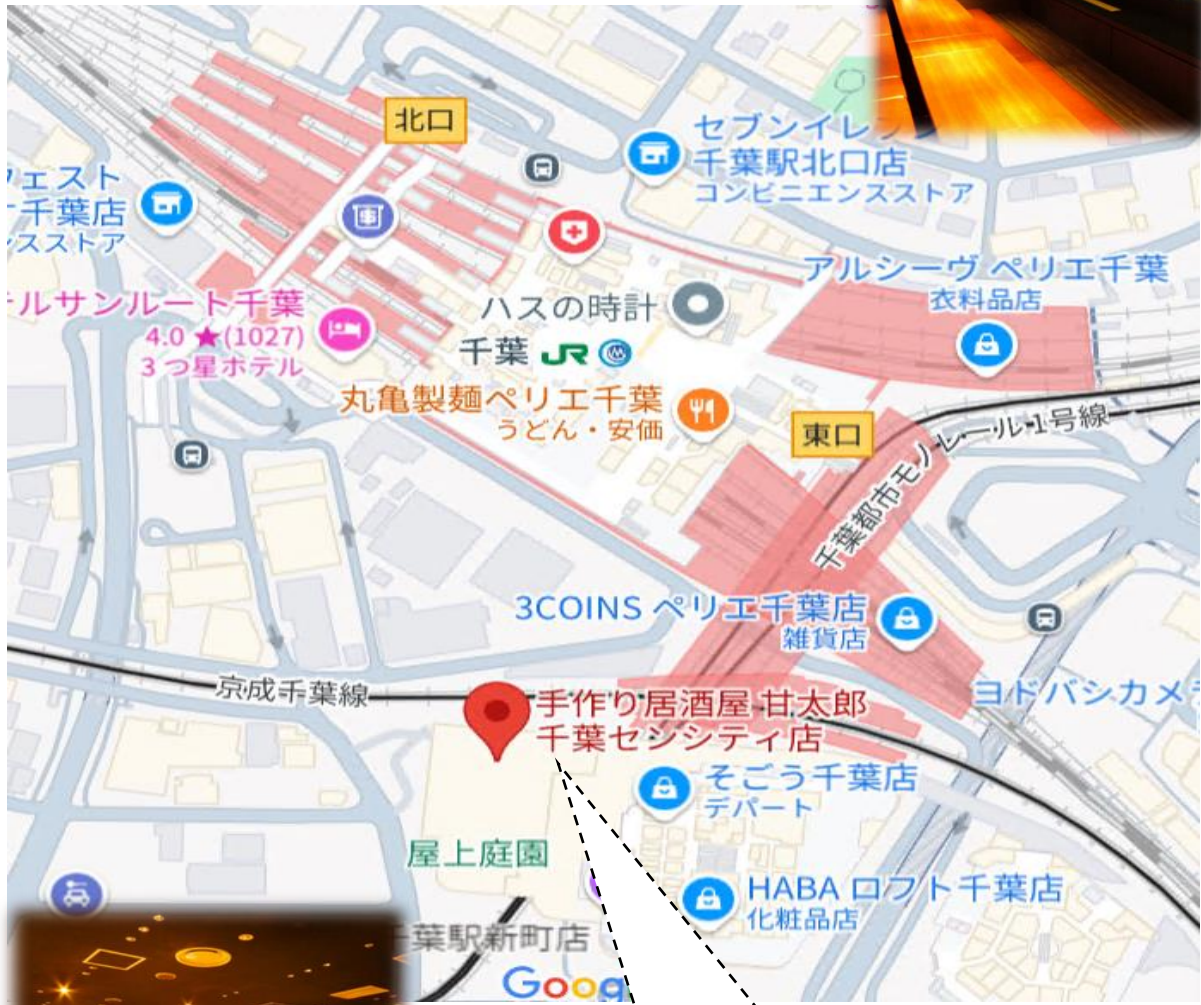 北口
セブンイレブン
千葉駅北口店
コンビニエンスストア
ウェスト
千葉店
ンスストア
アルシーヴ ペリエ千葉
衣料品店
ルサンルート千葉
4.0 ★(1027)
3 つ星ホテル
ハスの時計
千葉 JR
丸亀製麺ペリエ千葉
うどん・安価
東口
千葉都市モノレール1号線
3COINS ペリエ千葉店
雑貨店
京成千葉線
ヨドバシカメ
手作り居酒屋 甘太郎
千葉センシティ店
そごう千葉店
デパート
屋上庭園
HABA ロフト千葉店
化粧品店
葉駅新町店
Goog